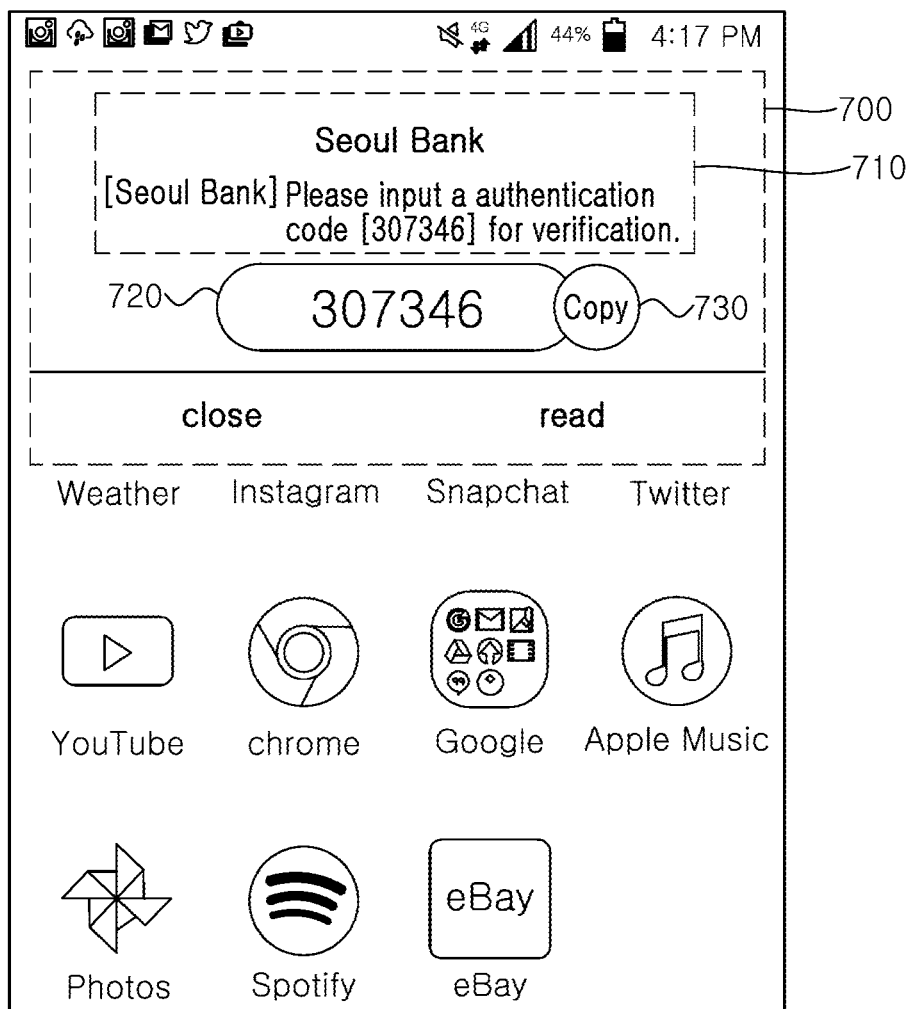 4G 44% 4:17 PM
700
Seoul Bank
710
[Seoul Bank] Please input a authentication
code [307346] for verification.
720 307346 Copy 730
close read
Weather Instagram Snapchat Twitter
YouTube chrome Google Apple Music
eBay
Photos Spotify eBay